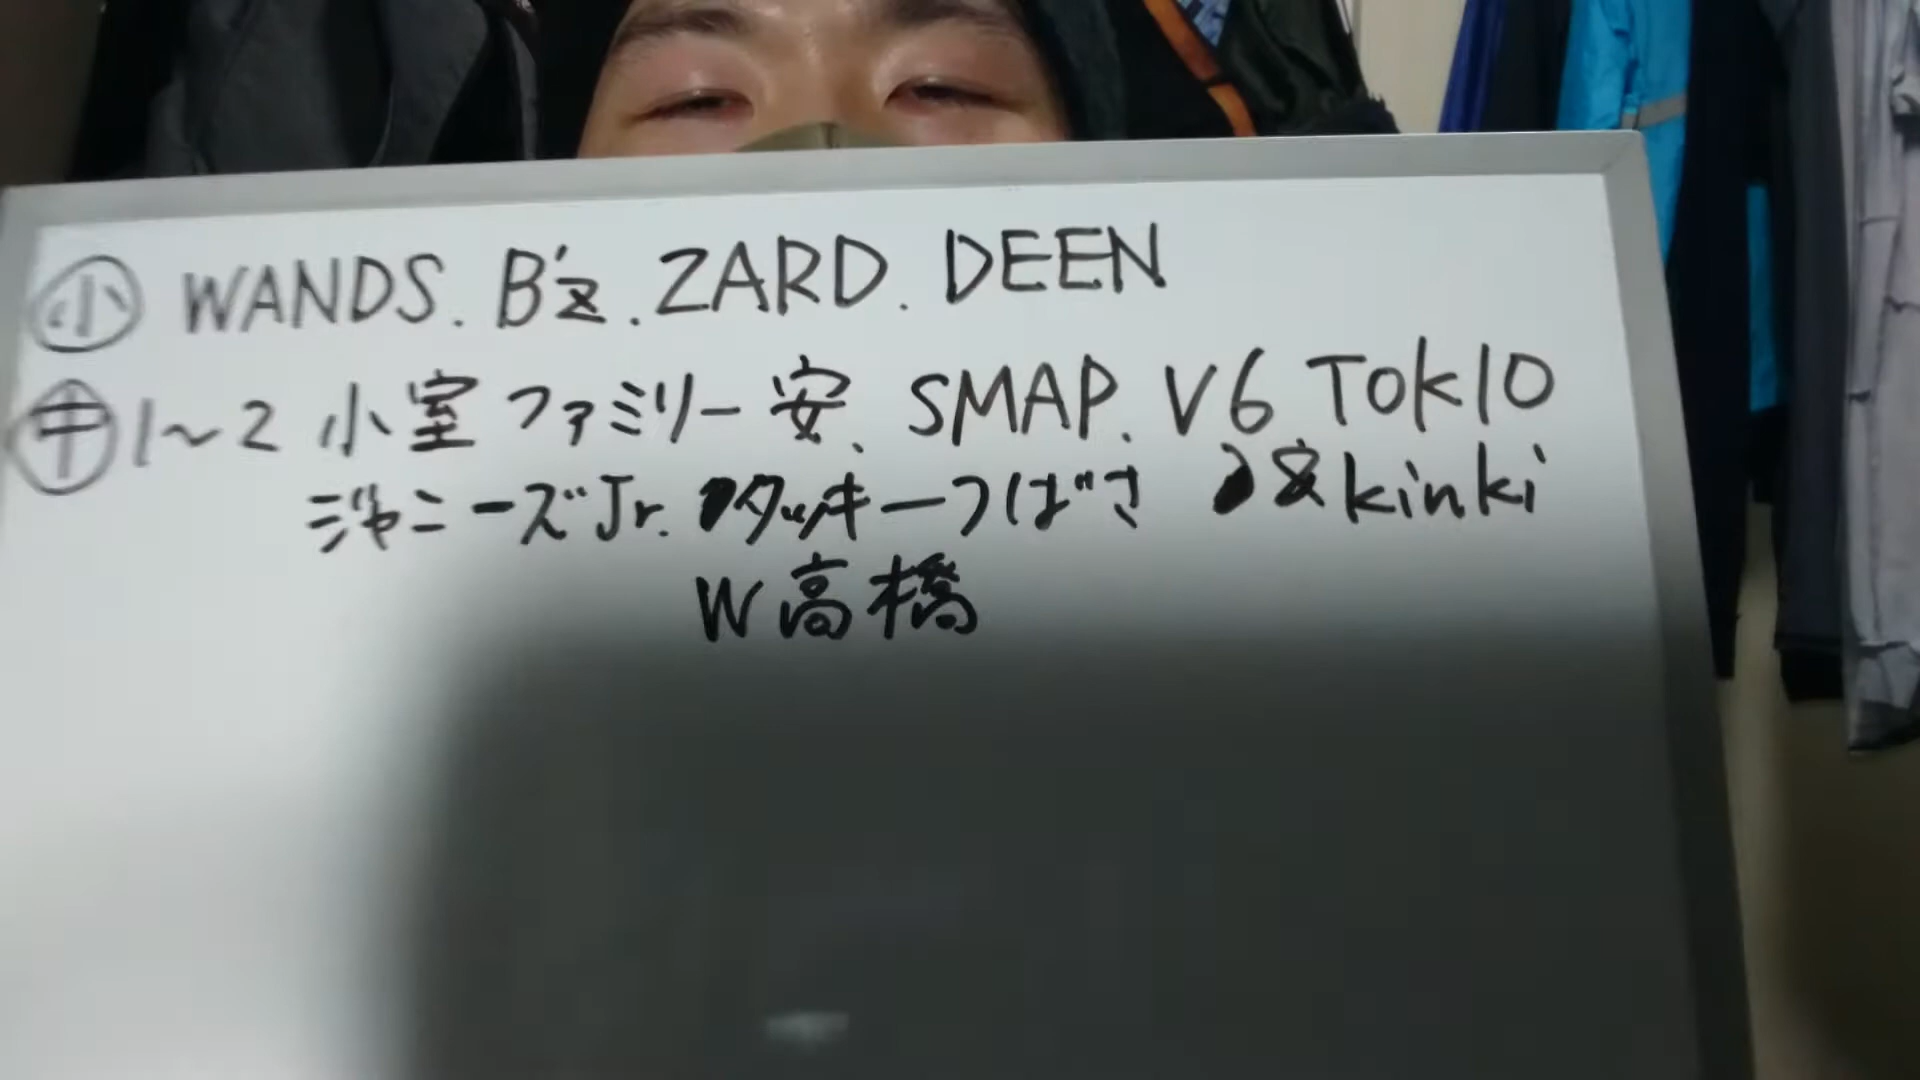 小 WANDS. B'z. ZARD. DEEN
中 1〜2 小室ファミリー安、SMAP. V6 TOKIO
ジャニーズJr. タッキーつばさ & kinki
W高橋